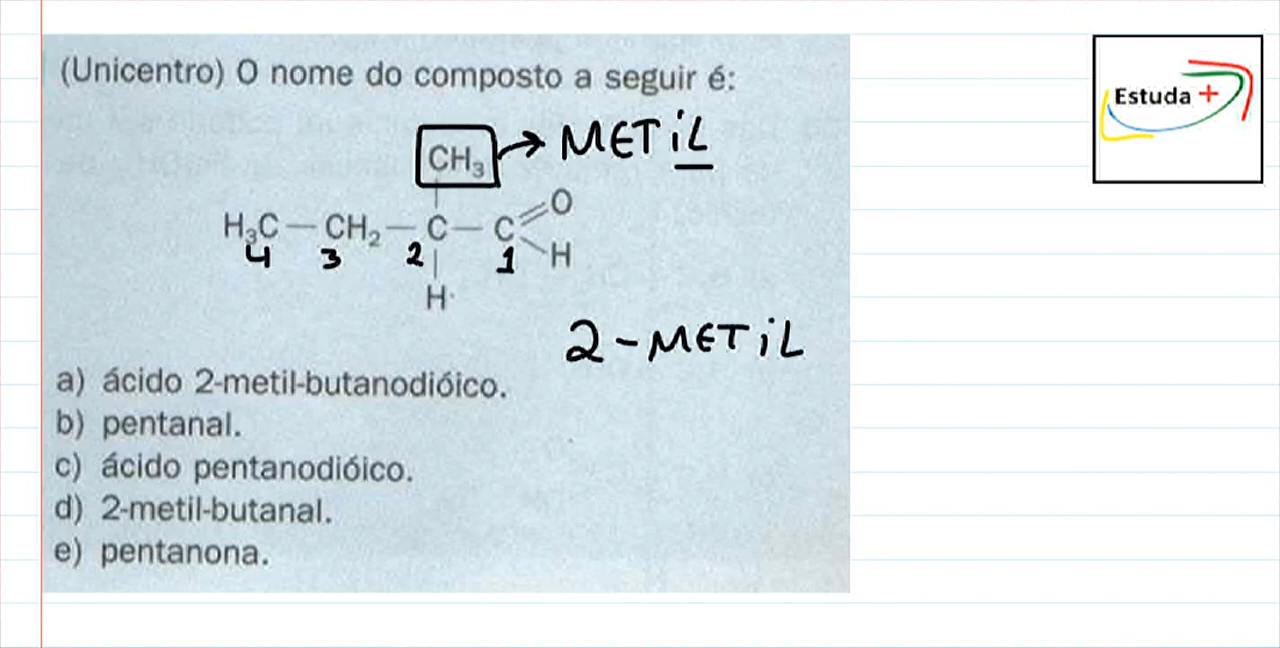 (Unicentro) O nome do composto a seguir é:
Estuda +
CH₃ → METiL
O
H₃C — CH₂ — C — C
4 3 2 1 H
H
2-METiL
a) ácido 2-metil-butanodióico.
b) pentanal.
c) ácido pentanodióico.
d) 2-metil-butanal.
e) pentanona.